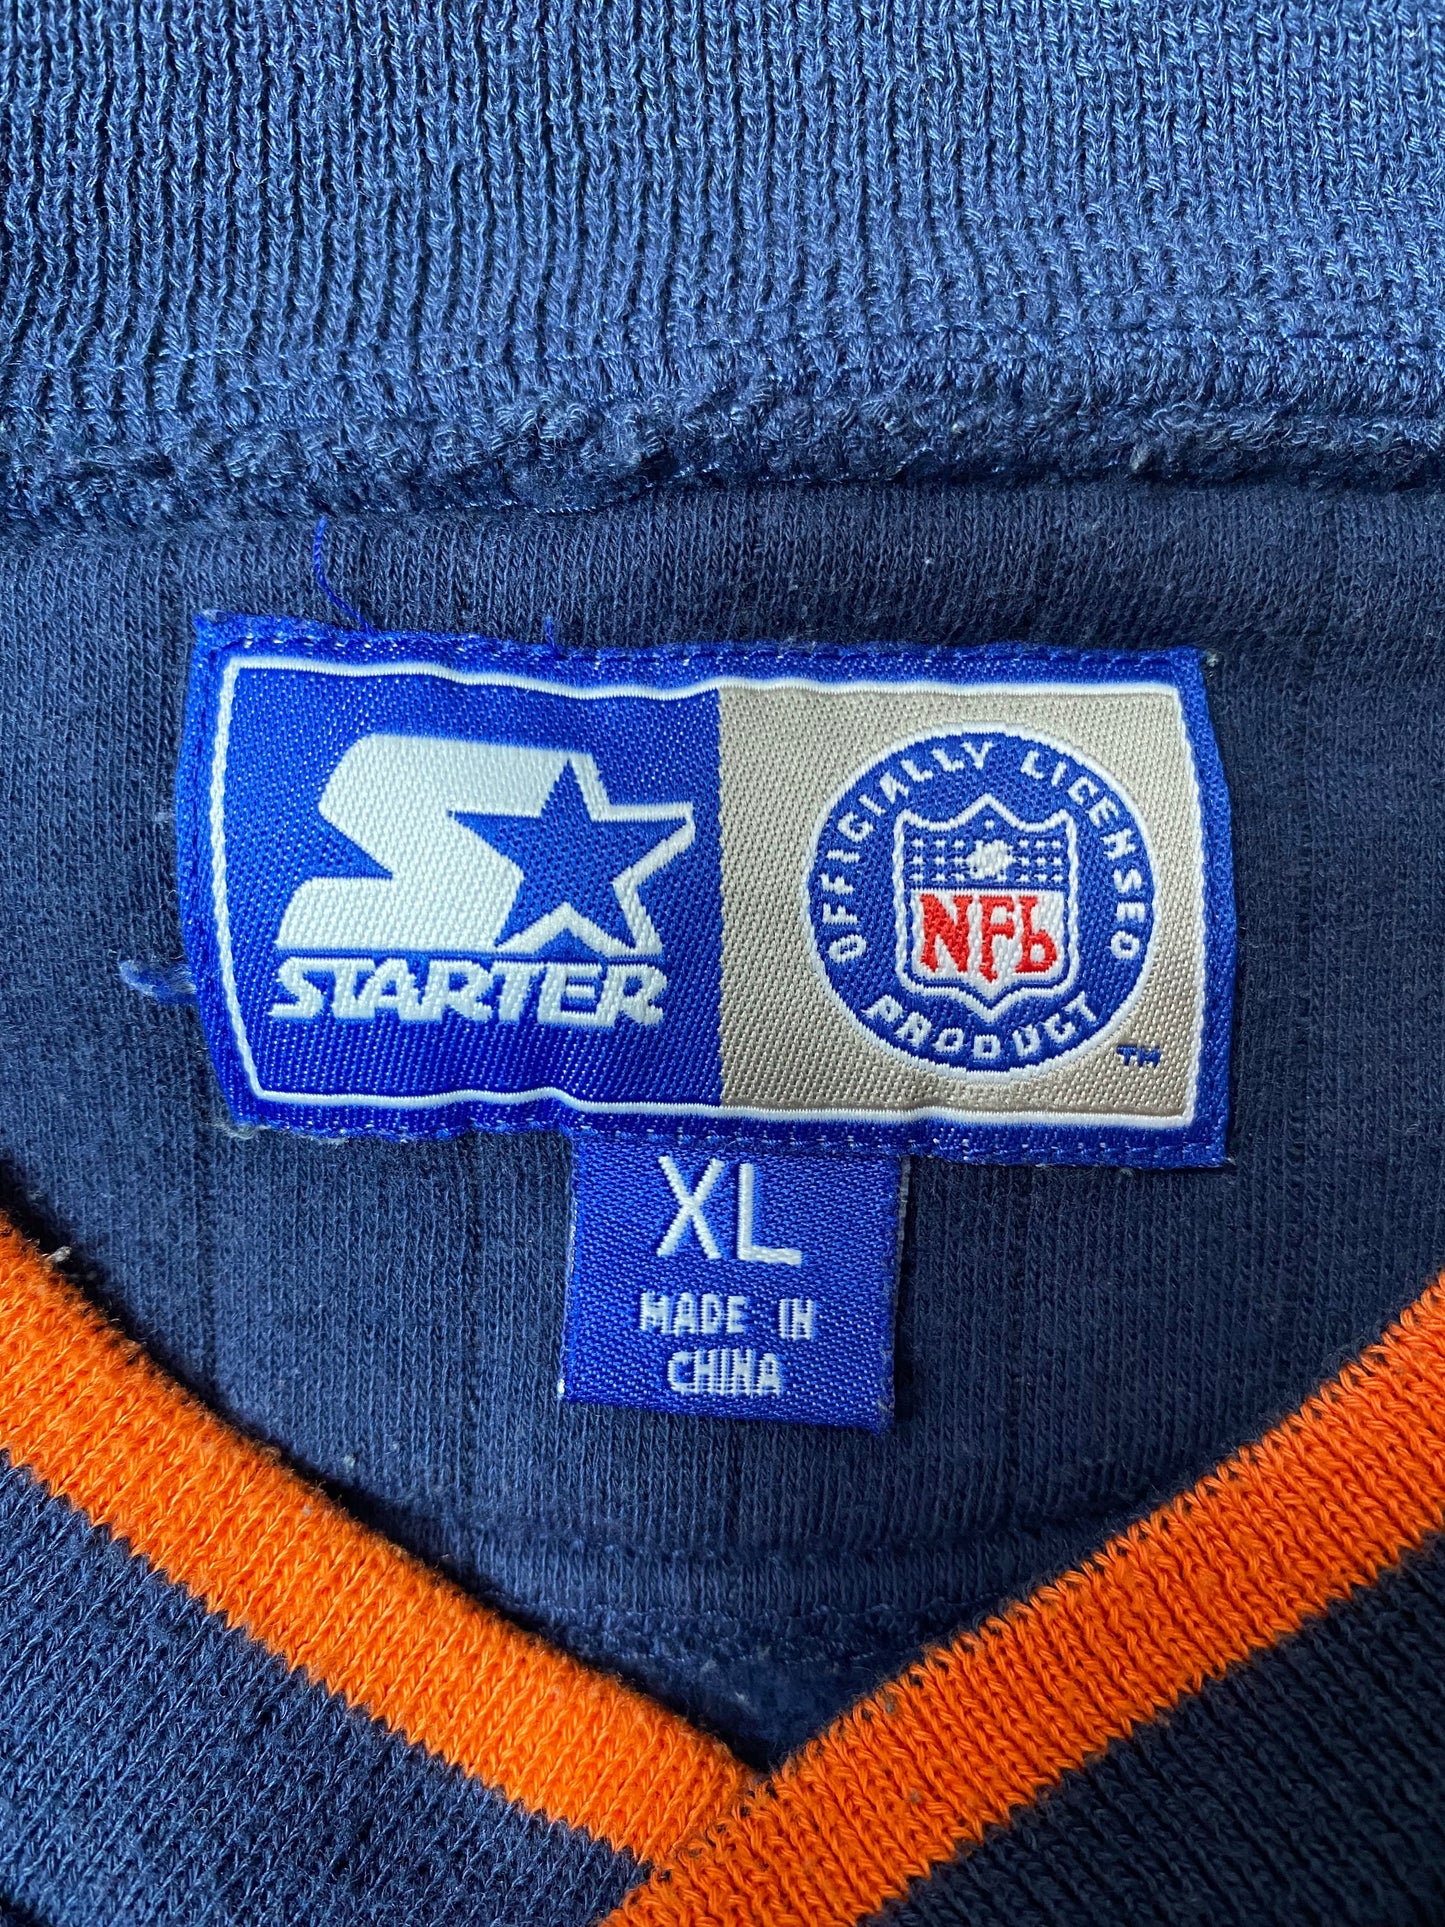 STARTER
OFFICIALLY LICENSED
NFL
PRODUCT
TM
XL
MADE IN
CHINA